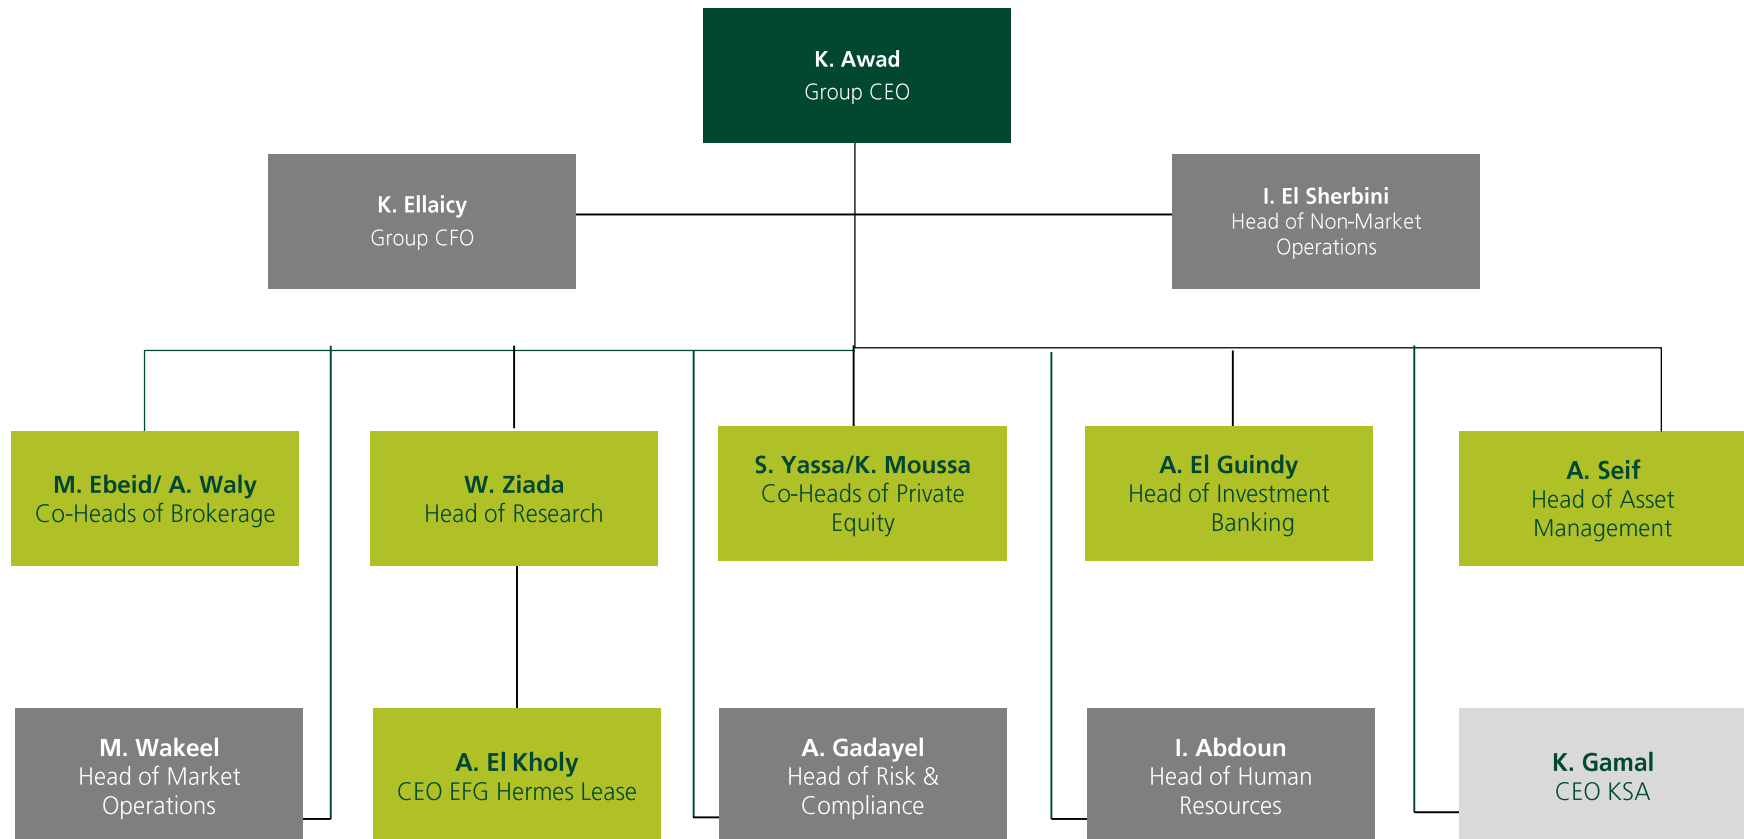 K. Awad
Group CEO
K. Ellaicy
Group CFO
I. El Sherbini
Head of Non-Market
Operations
M. Ebeid/ A. Waly
Co-Heads of Brokerage
W. Ziada
Head of Research
S. Yassa/K. Moussa
Co-Heads of Private
Equity
A. El Guindy
Head of Investment
Banking
A. Seif
Head of Asset
Management
M. Wakeel
Head of Market
Operations
A. El Kholy
CEO EFG Hermes Lease
A. Gadayel
Head of Risk &
Compliance
I. Abdoun
Head of Human
Resources
K. Gamal
CEO KSA